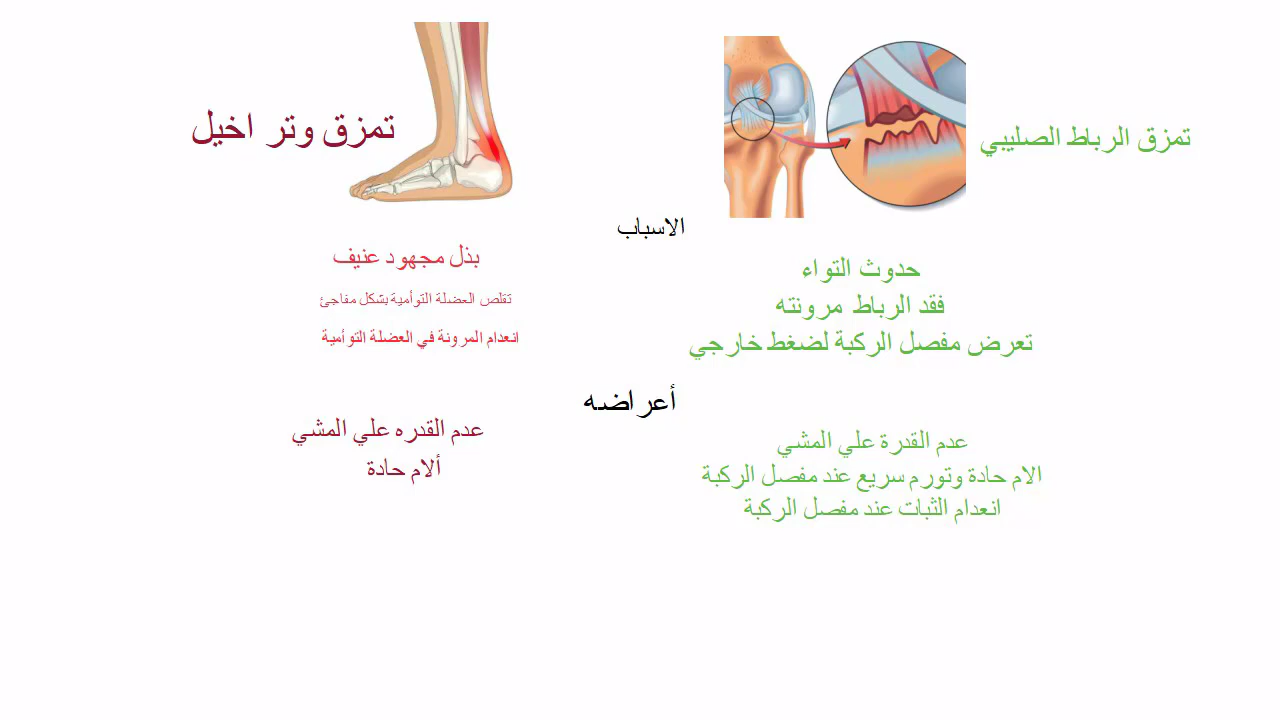 تمزق الرباط الصليبي
تمزق وتر اخيل
الاسباب
حدوث التواء
فقد الرباط مرونته
تعرض مفصل الركبة لضغط خارجي
بذل مجهود عنيف
تقلص العضلة التوأمية بشكل مفاجئ
انعدام المرونة في العضلة التوأمية
أعراضه
عدم القدرة علي المشي
الام حادة وتورم سريع عند مفصل الركبة
انعدام الثبات عند مفصل الركبة
عدم القدره علي المشي
ألام حادة